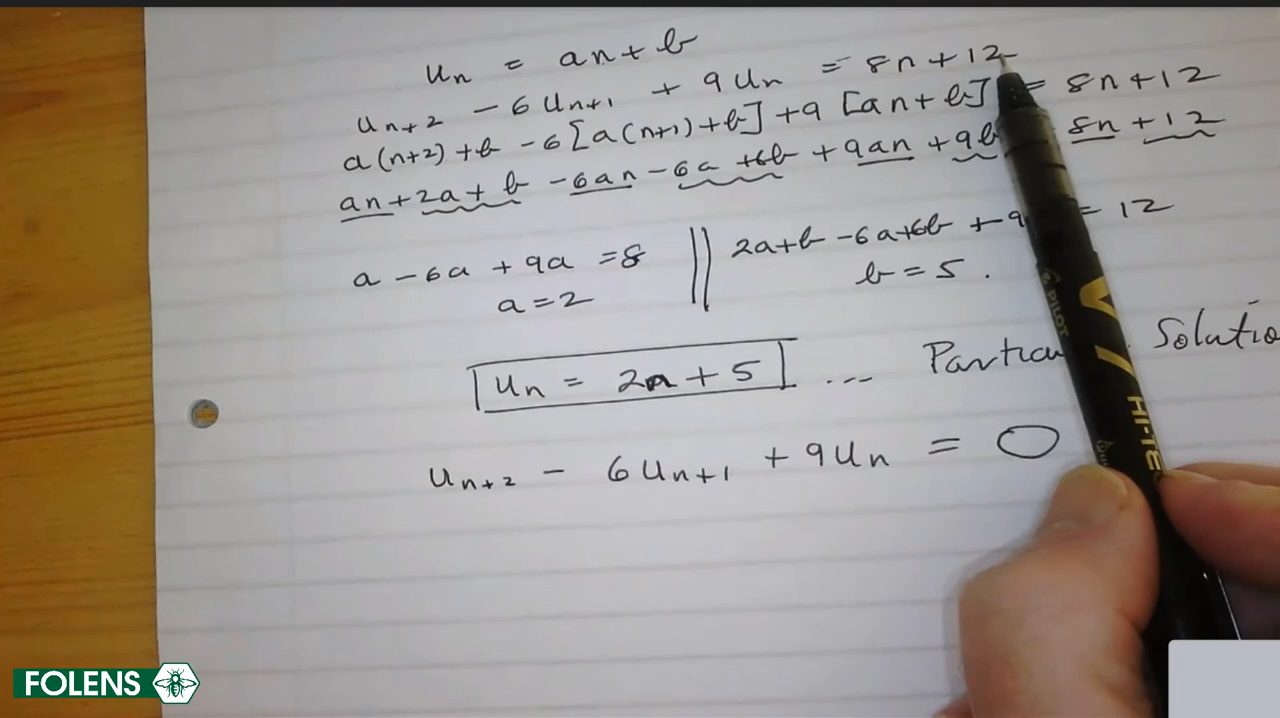 uₙ = an + b
uₙ₊₂ - 6uₙ₊₁ + 9uₙ = 8n + 12
a(n+2) + b - 6[a(n+1) + b] + 9[an + b] = 8n + 12
an + 2a + b - 6an - 6a + 6b + 9an + 9b 8n + 12
a - 6a + 9a = 8 || 2a + b - 6a + 6b + 9 = 12
a = 2 b = 5.
uₙ = 2n + 5 ... Solutio
uₙ₊₂ - 6uₙ₊₁ + 9uₙ = 0
V7 HI-TE
PILOT
FOLENS